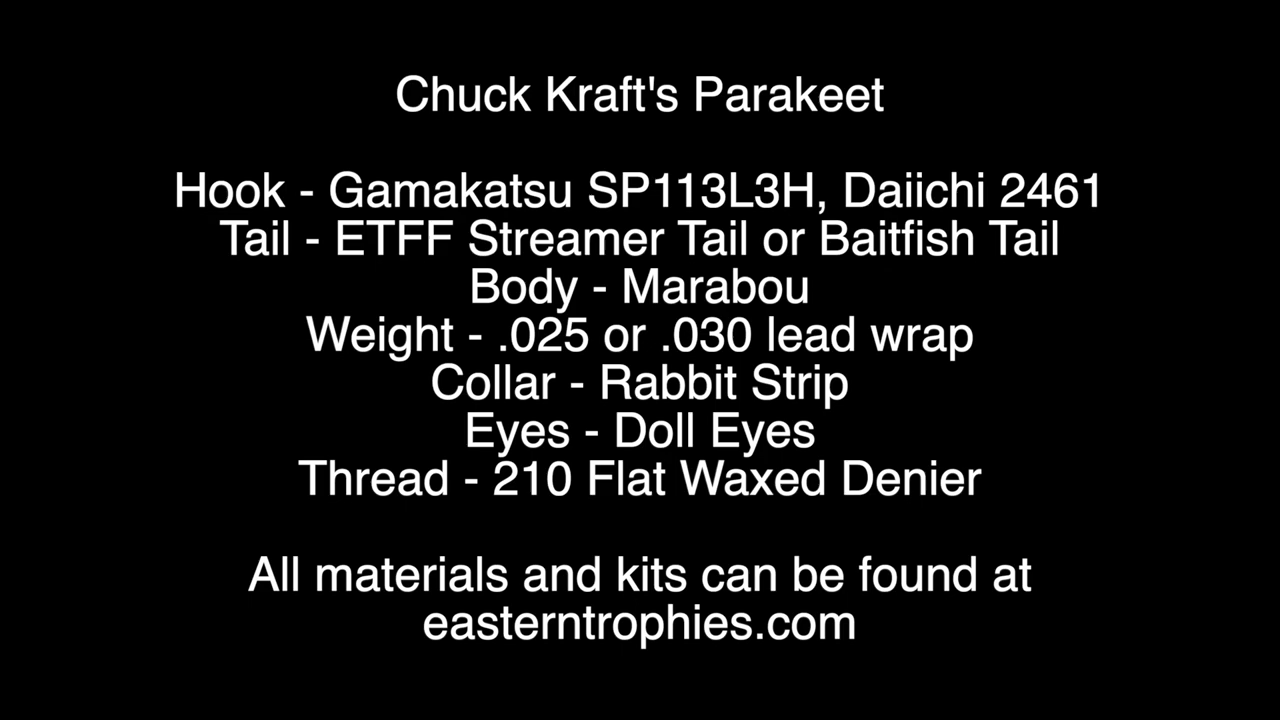 Chuck Kraft's Parakeet
Hook - Gamakatsu SP113L3H, Daiichi 2461
Tail - ETFF Streamer Tail or Baitfish Tail
Body - Marabou
Weight - .025 or .030 lead wrap
Collar - Rabbit Strip
Eyes - Doll Eyes
Thread - 210 Flat Waxed Denier
All materials and kits can be found at
easterntrophies.com